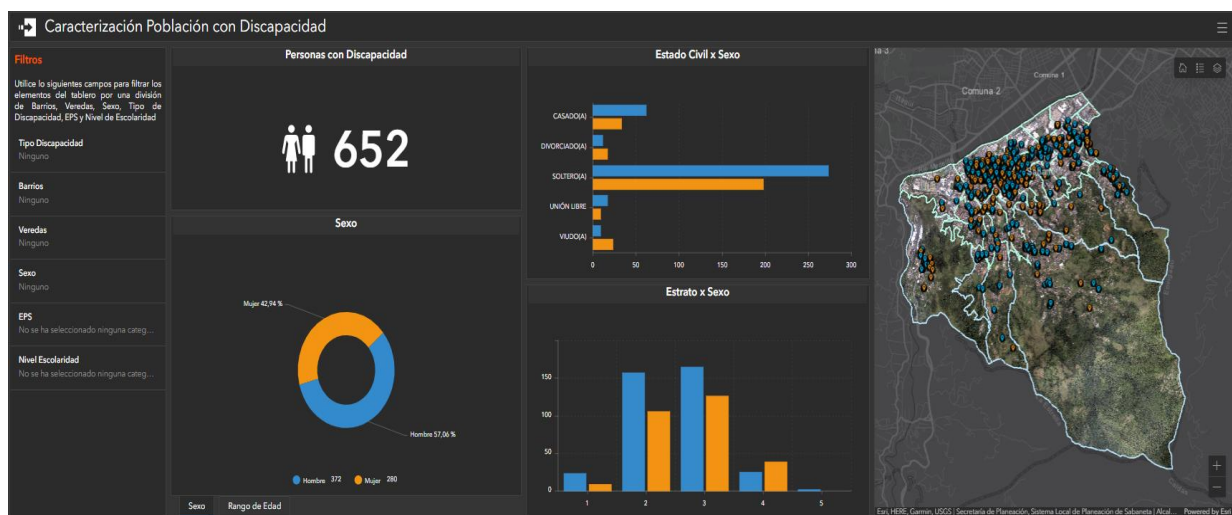 Caracterización Población con Discapacidad
Filtros
Utilice lo siguientes campos para filtrar los
elementos del tablero por una división
de Barrios, Veredas, Sexo, Tipo de
Discapacidad, EPS y Nivel de Escolaridad
Tipo Discapacidad
Ninguno
Barrios
Ninguno
Veredas
Ninguno
Sexo
Ninguno
EPS
No se ha seleccionado ninguna categ...
Nivel Escolaridad
No se ha seleccionado ninguna categ...
Personas con Discapacidad
652
Sexo
Mujer 42,94 %
Hombre 57,06 %
Hombre 372 Mujer 280
Sexo Rango de Edad
Estado Civil x Sexo
CASADO(A)
DIVORCIADO(A)
SOLTERO(A)
UNIÓN LIBRE
VIUDO(A)
0 50 100 150 200 250 300
Estrato x Sexo
150
100
50
0
1 2 3 4 5
Comuna 1
Comuna 2
Esri, HERE, Garmin, USGS | Secretaría de Planeación, Sistema Local de Planeación de Sabaneta | Alcal... Powered by Esri